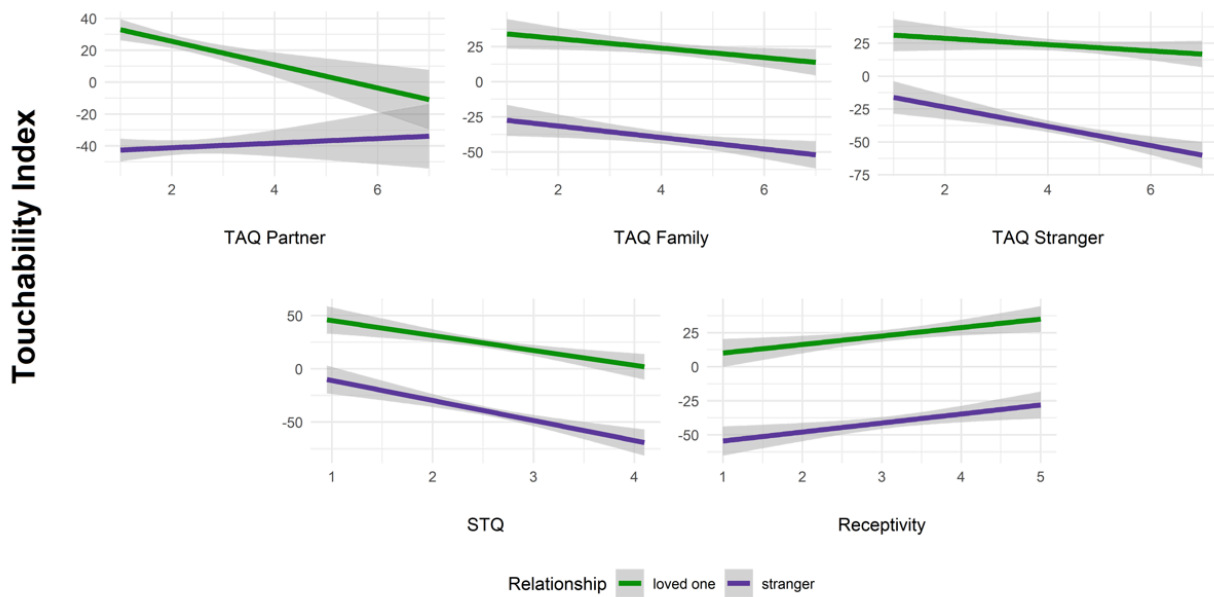 Touchability Index
40
20
0
-20
-40
2 4 6
TAQ Partner
25
0
-25
-50
2 4 6
TAQ Family
25
0
-25
-50
-75
2 4 6
TAQ Stranger
50
0
-50
1 2 3 4
STQ
25
0
-25
-50
1 2 3 4 5
Receptivity
Relationship loved one stranger